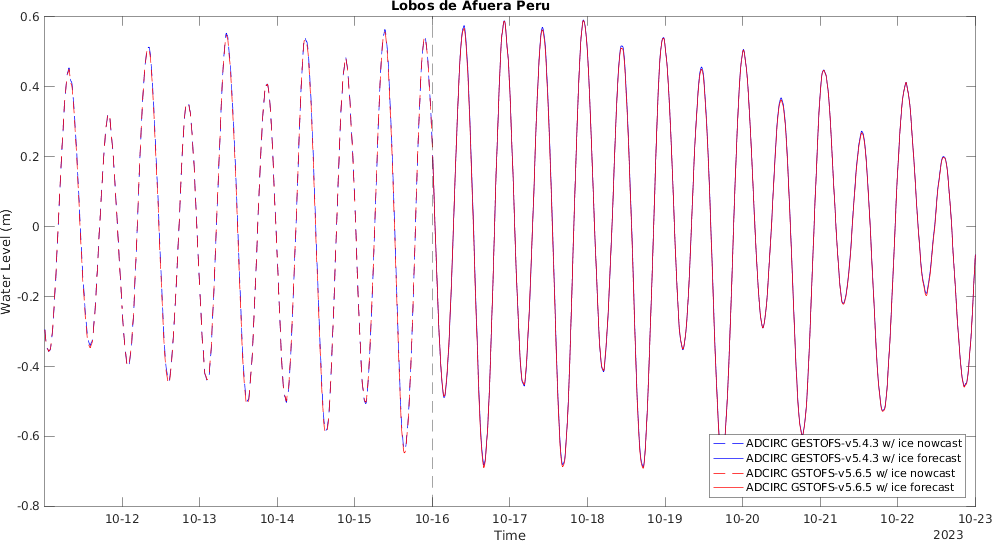 Lobos de Afuera Peru
0.6
0.4
0.2
0
-0.2
-0.4
-0.6
-0.8
Water Level (m)
ADCIRC GESTOFS-v5.4.3 w/ ice nowcast
ADCIRC GESTOFS-v5.4.3 w/ ice forecast
ADCIRC GSTOFS-v5.6.5 w/ ice nowcast
ADCIRC GSTOFS-v5.6.5 w/ ice forecast
10-12 10-13 10-14 10-15 10-16 10-17 10-18 10-19 10-20 10-21 10-22 10-23
Time
2023